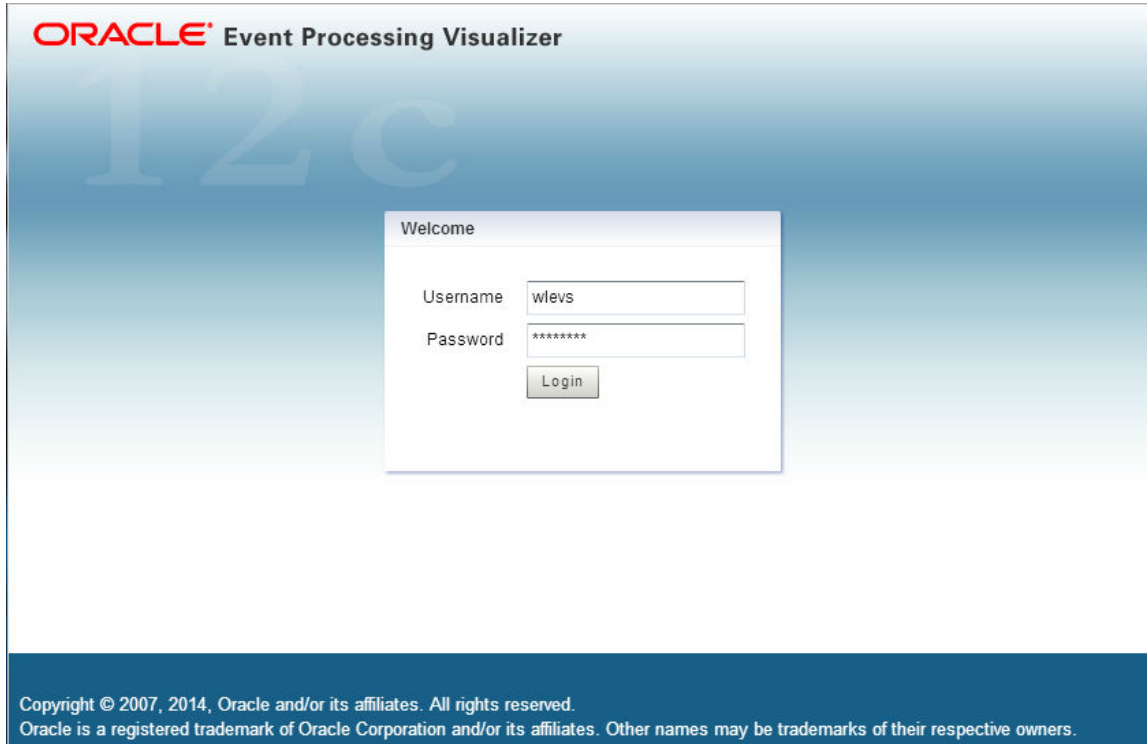 ORACLE Event Processing Visualizer
12c
Welcome
Username wlevs
Password ********
Login
Copyright © 2007, 2014, Oracle and/or its affiliates. All rights reserved.
Oracle is a registered trademark of Oracle Corporation and/or its affiliates. Other names may be trademarks of their respective owners.